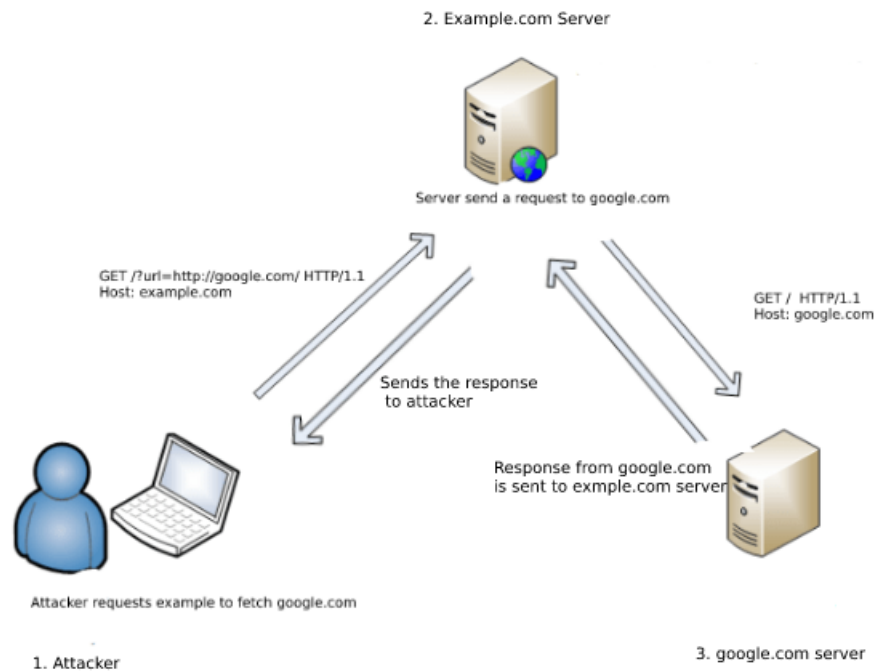 2. Example.com Server
Server send a request to google.com
GET /?url=http://google.com/ HTTP/1.1
Host: example.com
GET / HTTP/1.1
Host: google.com
Sends the response
to attacker
Response from google.com
is sent to exmple.com server
Attacker requests example to fetch google.com
1. Attacker
3. google.com server